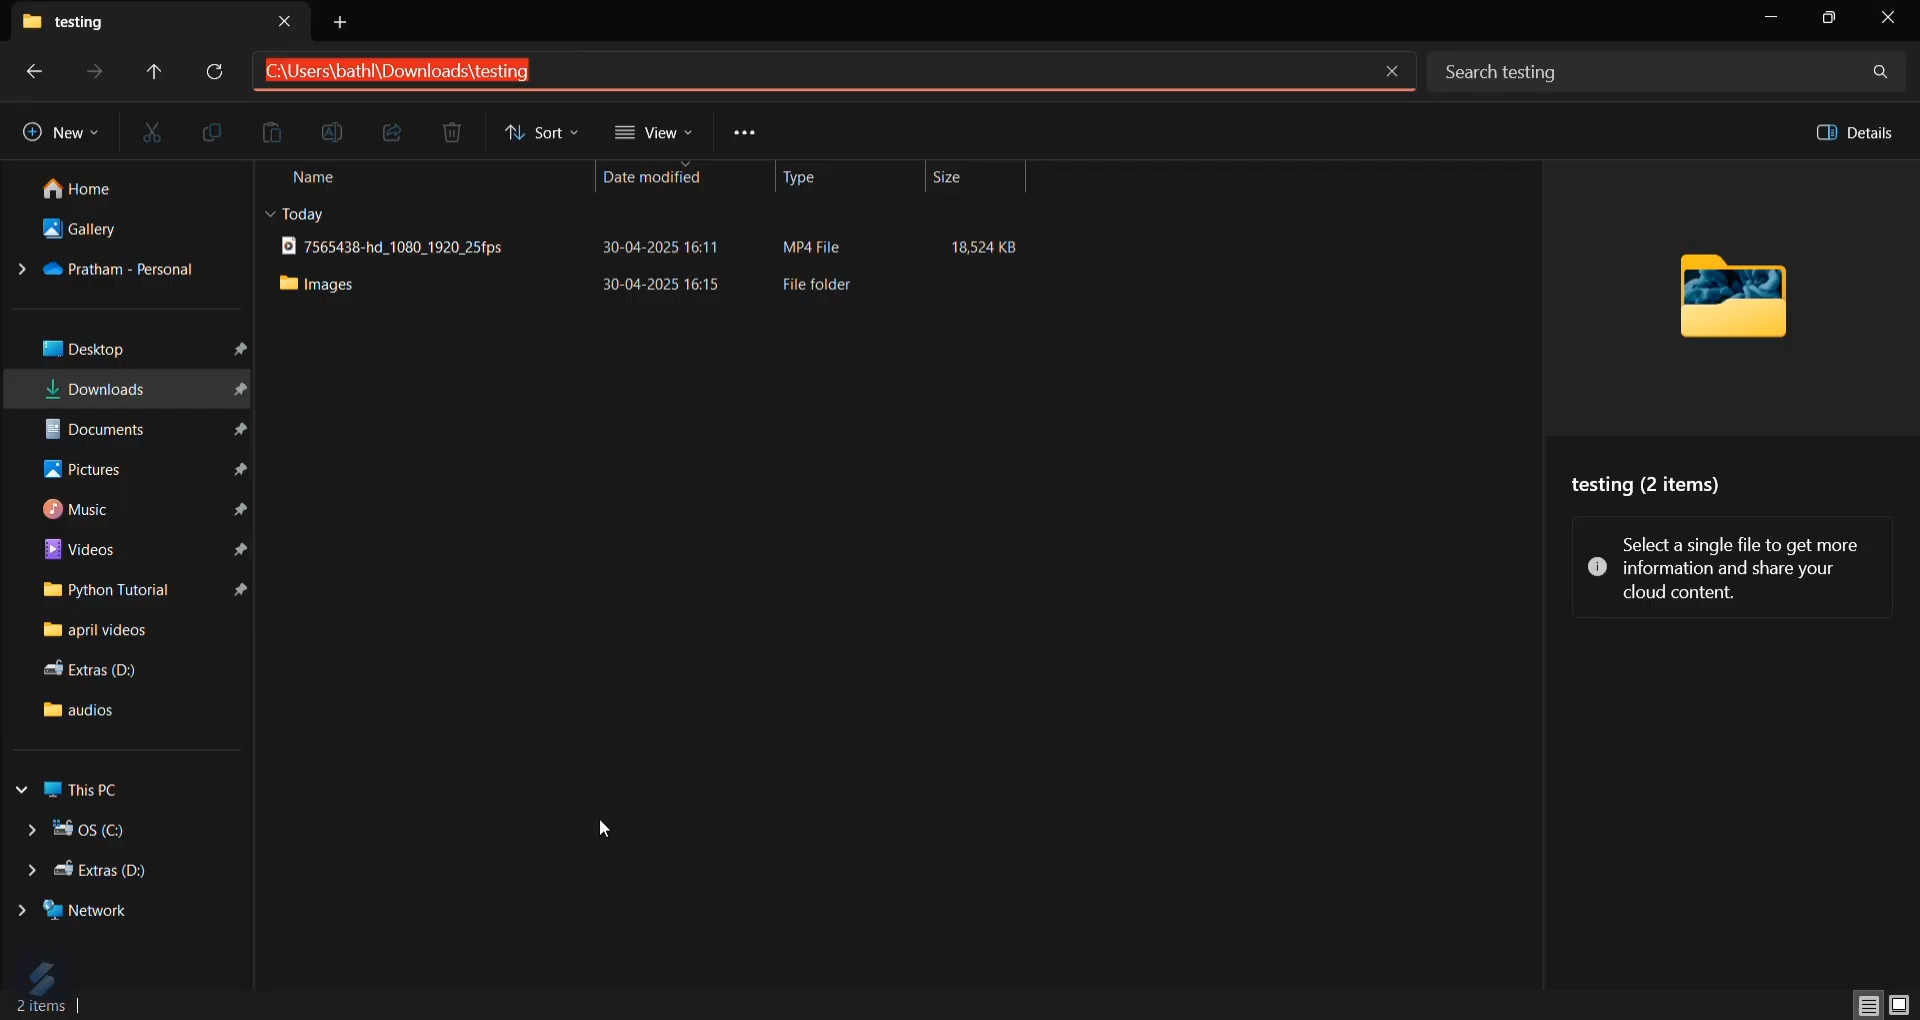 testing
C:\Users\bathl\Downloads\testing
Search testing
New
Sort
View
Details
Name
Date modified
Type
Size
Today
7565438-hd_1080_1920_25fps
30-04-2025 16:11
MP4 File
18,524 KB
Images
30-04-2025 16:15
File folder
Home
Gallery
Pratham - Personal
Desktop
Downloads
Documents
Pictures
Music
Videos
Python Tutorial
april videos
Extras (D:)
audios
This PC
OS (C:)
Extras (D:)
Network
testing (2 items)
Select a single file to get more
information and share your
cloud content.
2 items